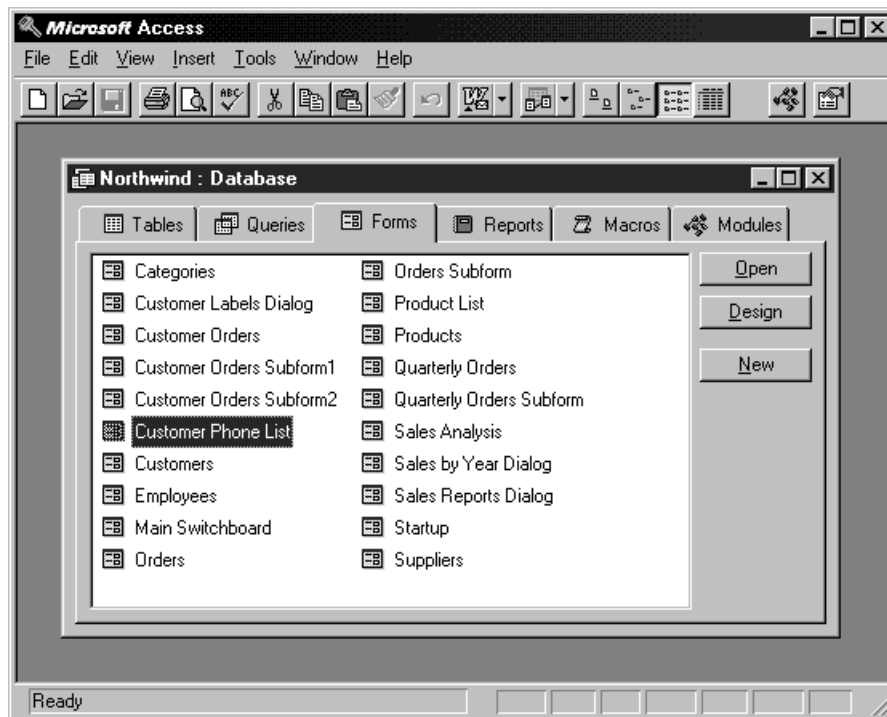 Microsoft Access
File Edit View Insert Tools Window Help
ABC
Northwind : Database
Tables Queries Forms Reports Macros Modules
Categories Orders Subform Open
Customer Labels Dialog Product List Design
Customer Orders Products
Customer Orders Subform1 Quarterly Orders New
Customer Orders Subform2 Quarterly Orders Subform
Customer Phone List Sales Analysis
Customers Sales by Year Dialog
Employees Sales Reports Dialog
Main Switchboard Startup
Orders Suppliers
Ready